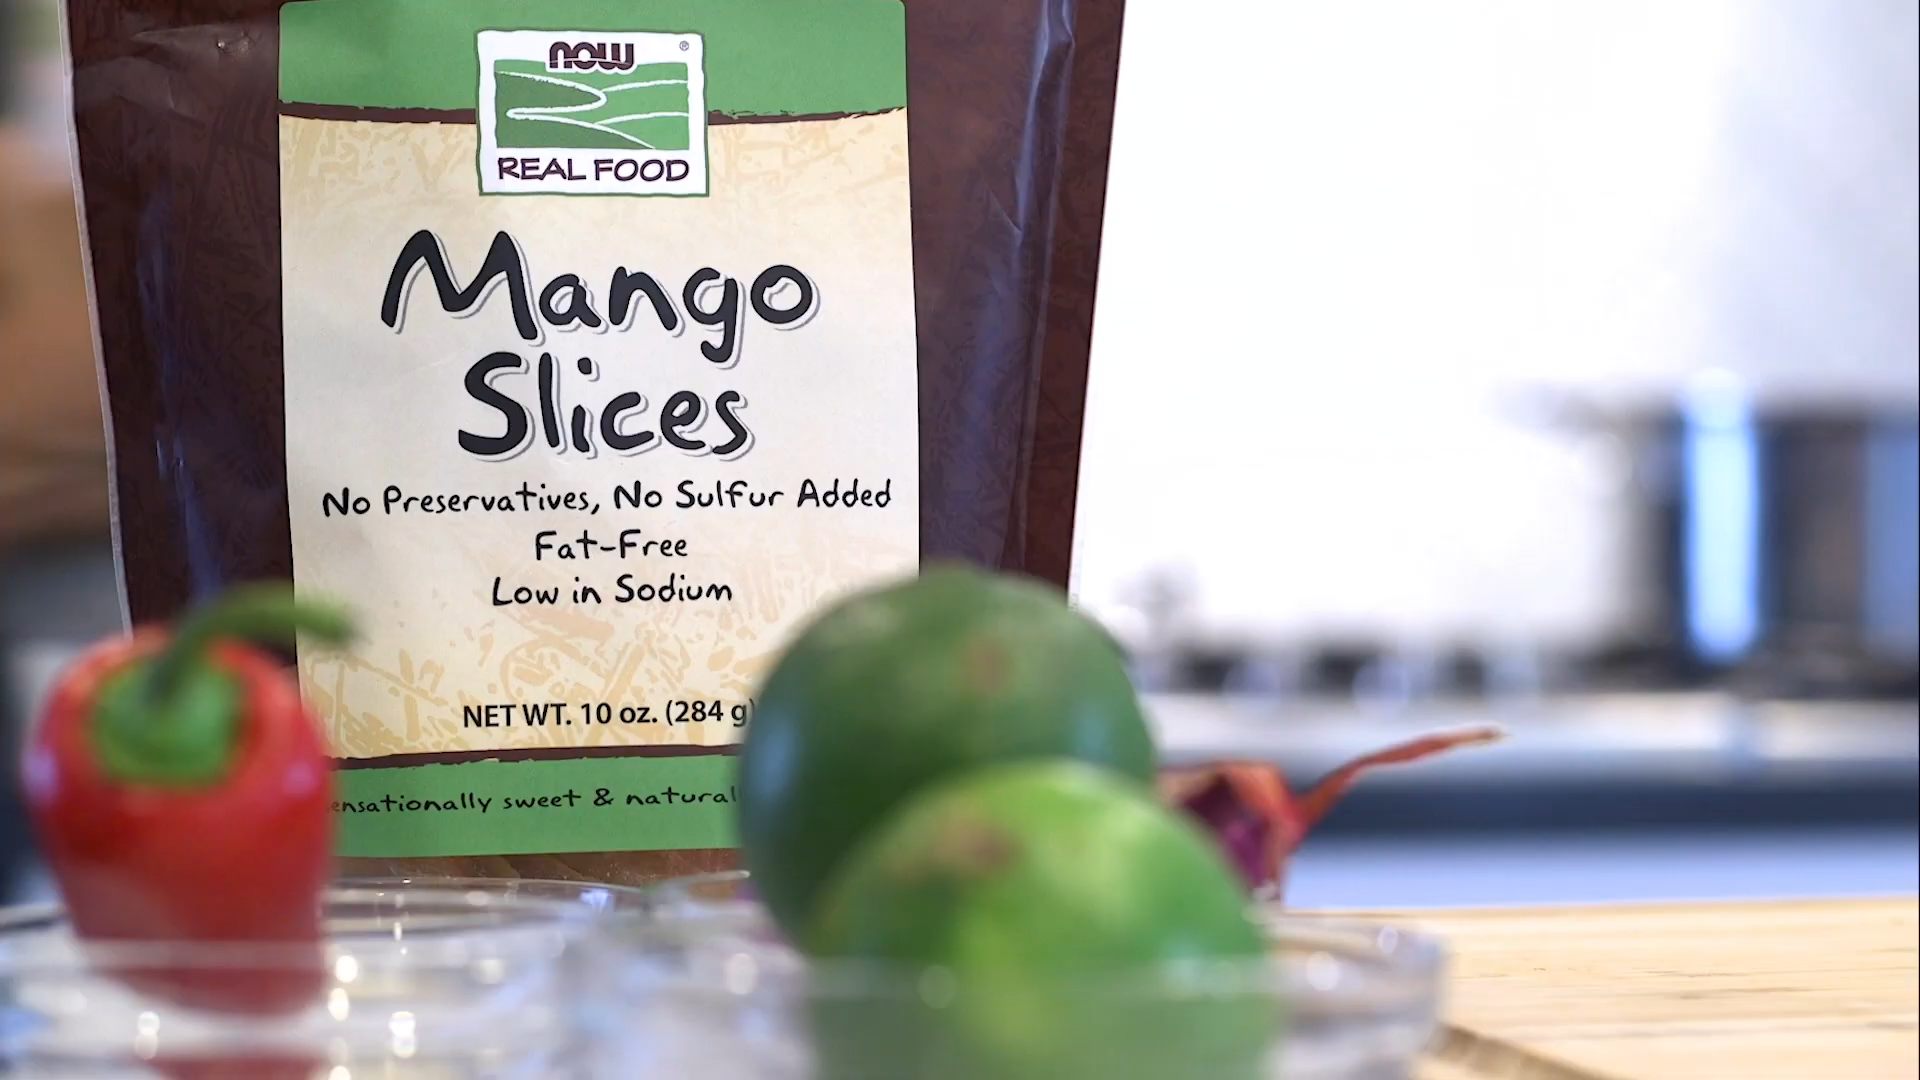 now ®
REAL FOOD
Mango
Slices
No Preservatives, No Sulfur Added
Fat-Free
Low in Sodium
NET WT. 10 oz. (284 g)
ensationally sweet & natural